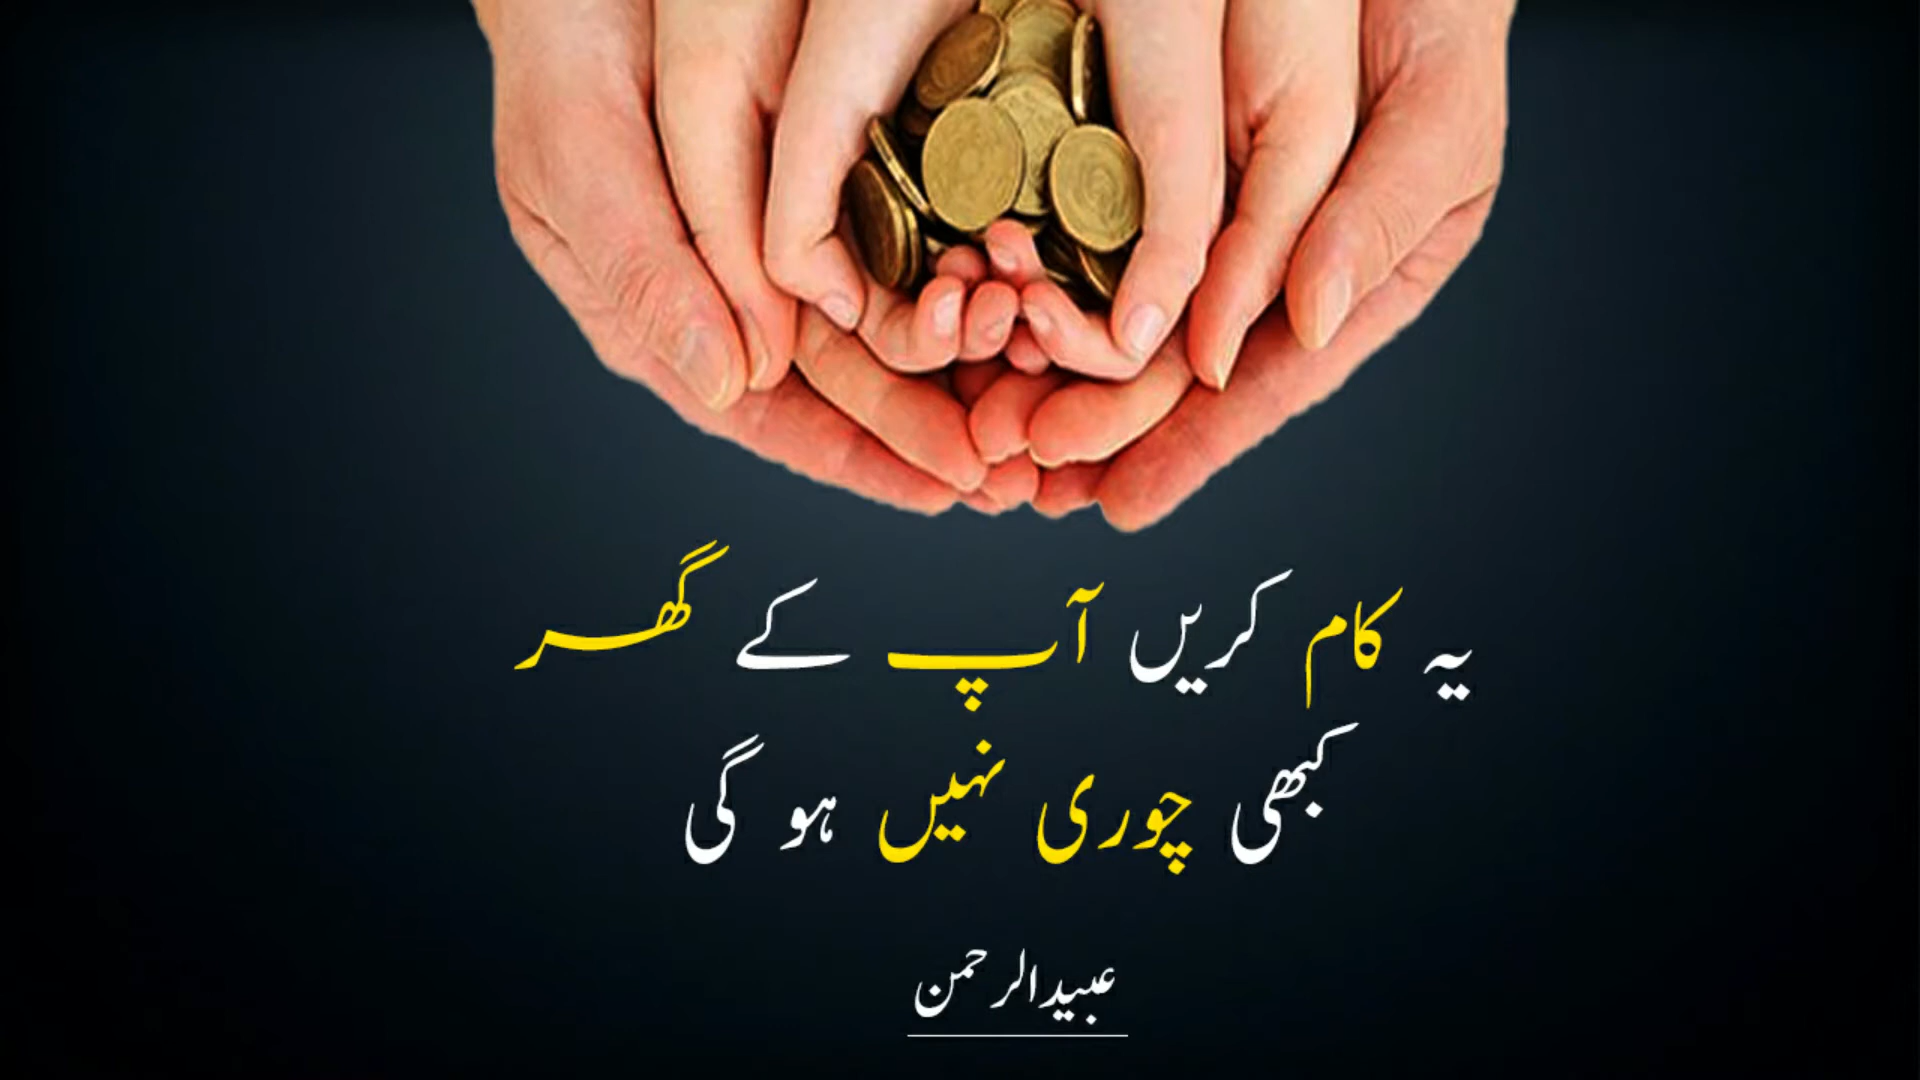 یہ کام کریں آپ کے گھر
کبھی چوری نہیں ہو گی
عبیدالرحمن